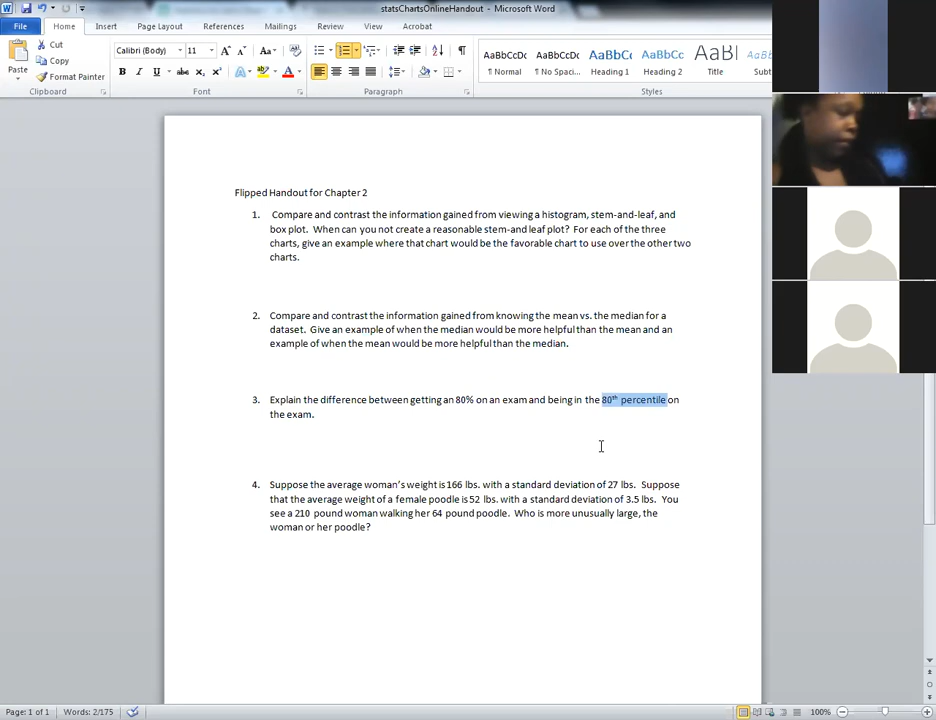 statsChartsOnlineHandout - Microsoft Word
File Home Insert Page Layout References Mailings Review View Acrobat
Paste
Cut
Copy
Format Painter
Clipboard
Calibri (Body) 11
Font
Paragraph
AaBbCcDc AaBbCcDc AaBbC AaBbCc AaBl AaBbCc
¶ Normal ¶ No Spaci... Heading 1 Heading 2 Title Subt
Styles
Flipped Handout for Chapter 2
1. Compare and contrast the information gained from viewing a histogram, stem-and-leaf, and
box plot. When can you not create a reasonable stem-and leaf plot? For each of the three
charts, give an example where that chart would be the favorable chart to use over the other two
charts.
2. Compare and contrast the information gained from knowing the mean vs. the median for a
dataset. Give an example of when the median would be more helpful than the mean and an
example of when the mean would be more helpful than the median.
3. Explain the difference between getting an 80% on an exam and being in the 80th percentile on
the exam.
4. Suppose the average woman's weight is 166 lbs. with a standard deviation of 27 lbs. Suppose
that the average weight of a female poodle is 52 lbs. with a standard deviation of 3.5 lbs. You
see a 210 pound woman walking her 64 pound poodle. Who is more unusually large, the
woman or her poodle?
Page: 1 of 1 Words: 2/175 100%